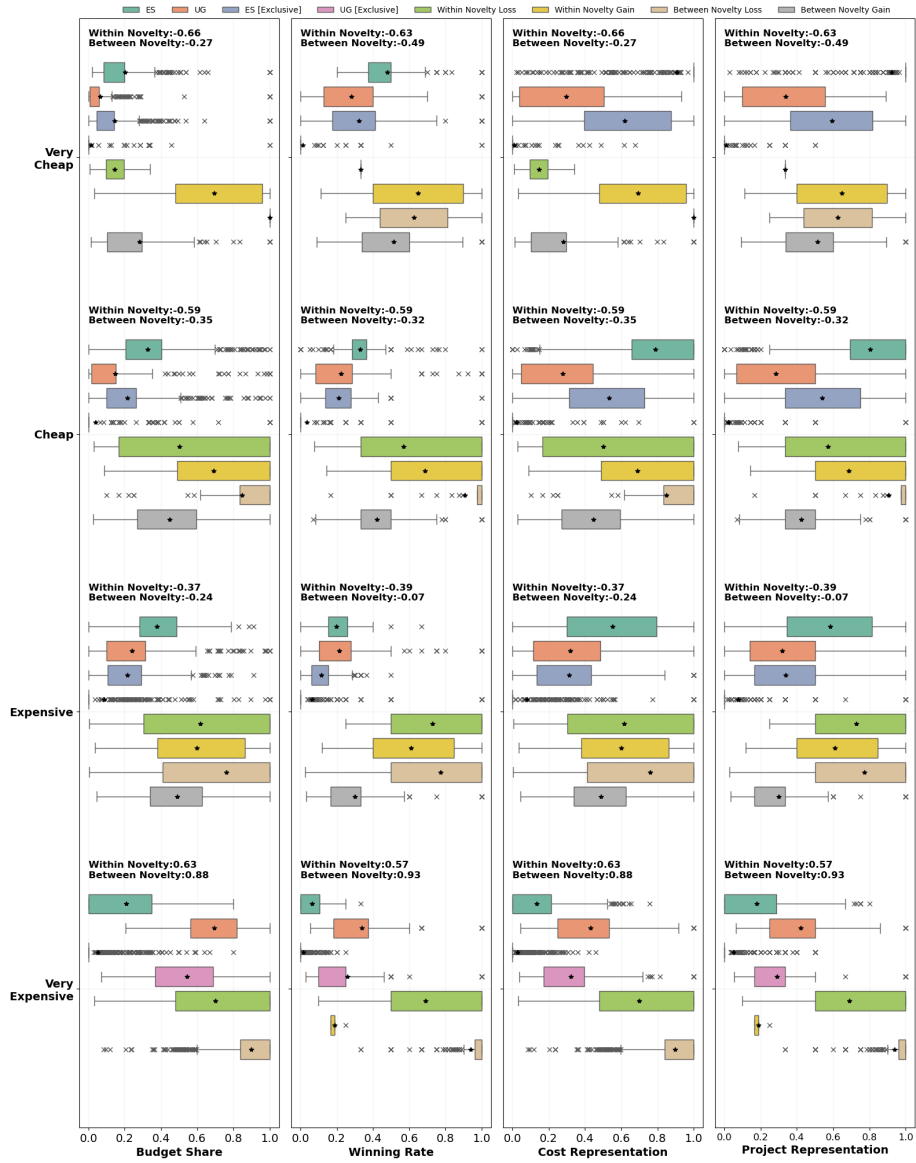 ES UG ES [Exclusive] UG [Exclusive] Within Novelty Loss Within Novelty Gain Between Novelty Loss Between Novelty Gain
Within Novelty:-0.66 Within Novelty:-0.63 Within Novelty:-0.66 Within Novelty:-0.63
Between Novelty:-0.27 Between Novelty:-0.49 Between Novelty:-0.27 Between Novelty:-0.49
Very
Cheap
Within Novelty:-0.59 Within Novelty:-0.59 Within Novelty:-0.59 Within Novelty:-0.59
Between Novelty:-0.35 Between Novelty:-0.32 Between Novelty:-0.35 Between Novelty:-0.32
Cheap
Within Novelty:-0.37 Within Novelty:-0.39 Within Novelty:-0.37 Within Novelty:-0.39
Between Novelty:-0.24 Between Novelty:-0.07 Between Novelty:-0.24 Between Novelty:-0.07
Expensive
Within Novelty:0.63 Within Novelty:0.57 Within Novelty:0.63 Within Novelty:0.57
Between Novelty:0.88 Between Novelty:0.93 Between Novelty:0.88 Between Novelty:0.93
Very
Expensive
0.0 0.2 0.4 0.6 0.8 1.0 0.0 0.2 0.4 0.6 0.8 1.0 0.0 0.2 0.4 0.6 0.8 1.0 0.0 0.2 0.4 0.6 0.8 1.0
Budget Share Winning Rate Cost Representation Project Representation